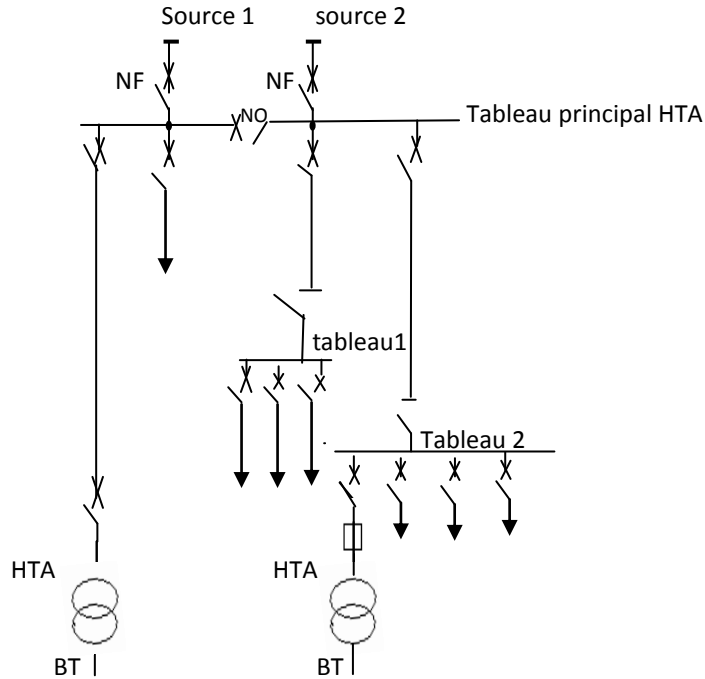 Source 1
source 2
NF
NF
NO
Tableau principal HTA
tableau1
Tableau 2
HTA
HTA
BT
BT